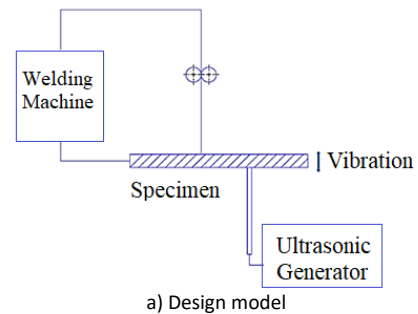 Welding
Machine
Vibration
Specimen
Ultrasonic
Generator
a) Design model